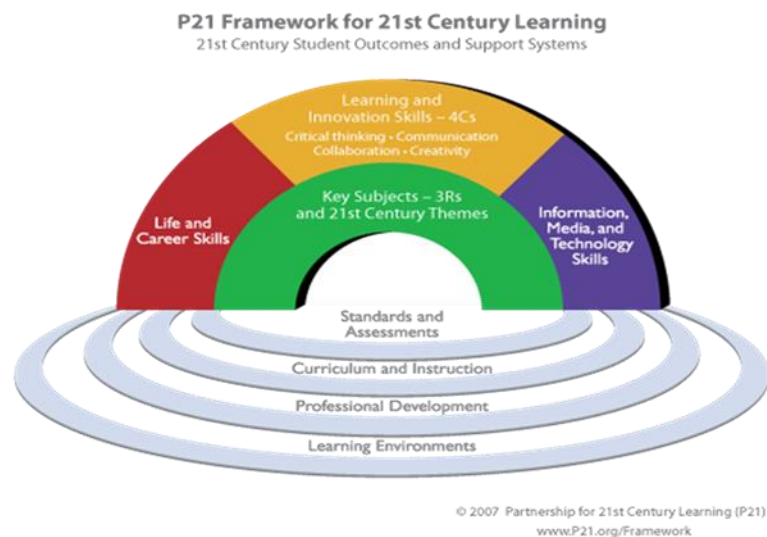 P21 Framework for 21st Century Learning
21st Century Student Outcomes and Support Systems
Learning and
Innovation Skills – 4Cs
Critical thinking • Communication
Collaboration • Creativity
Key Subjects – 3Rs
and 21st Century Themes
Life and
Career Skills
Information,
Media, and
Technology
Skills
Standards and
Assessments
Curriculum and Instruction
Professional Development
Learning Environments
© 2007 Partnership for 21st Century Learning (P21)
www.P21.org/Framework